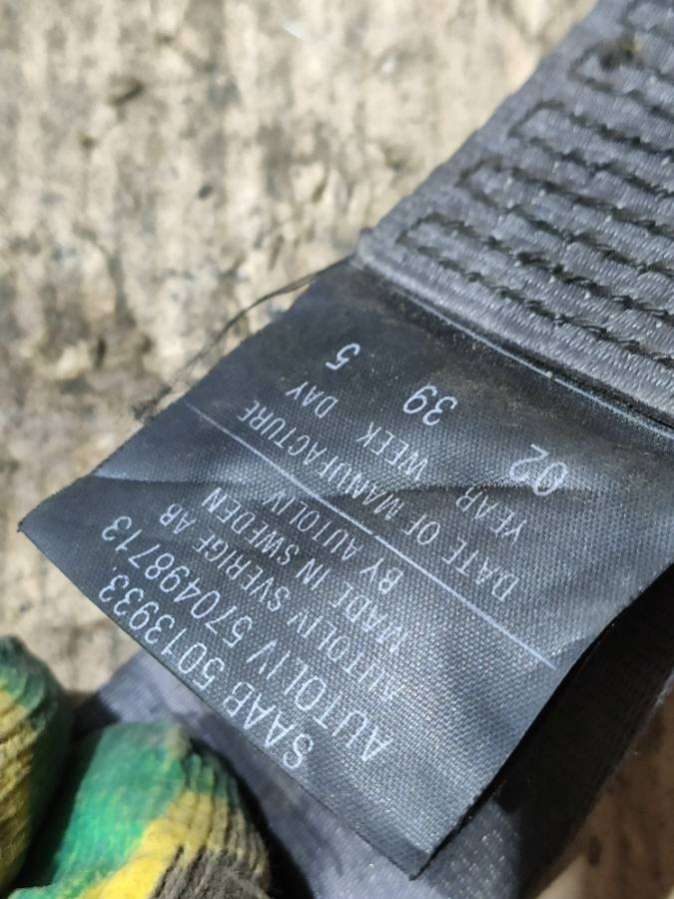 SAAB 5013933.
AUTOLIV 570498713
AUTOLIV SVERIGE AB
MADE IN SWEDEN
BY AUTOLIV
DATE OF MANUFACTURE
YEAR WEEK DAY
02 39 5